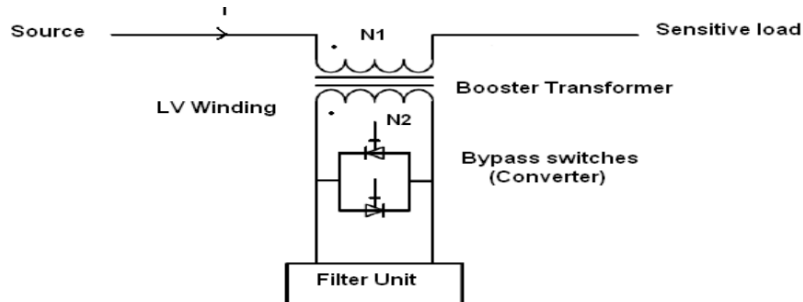 I
Source
N1
Sensitive load
Booster Transformer
LV Winding
N2
Bypass switches
(Converter)
Filter Unit